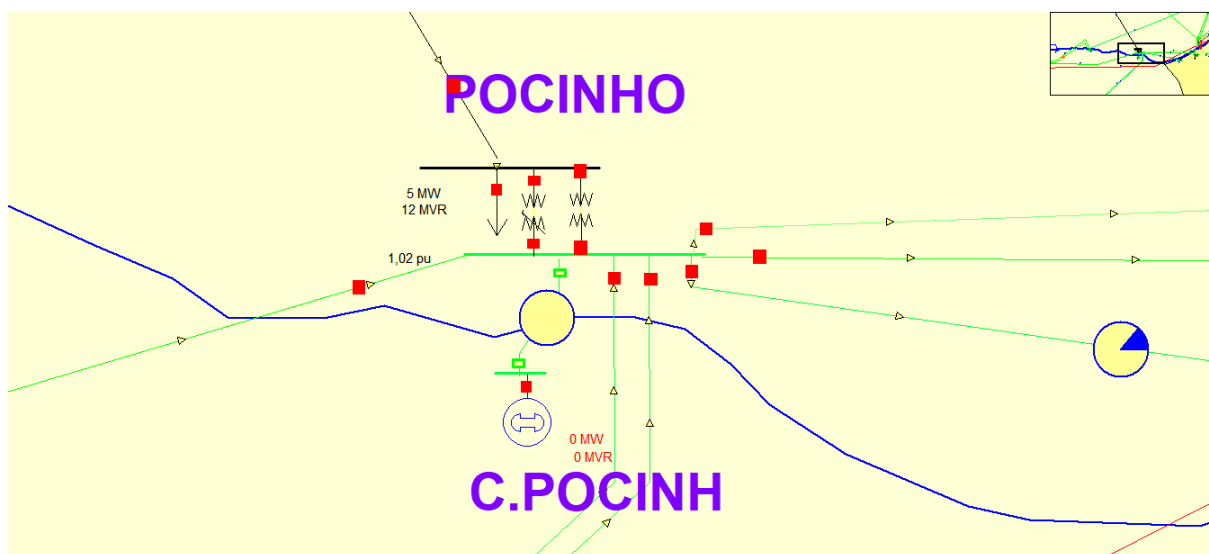 POCINHO
5 MW
12 MVR
1,02 pu
0 MW
0 MVR
C.POCINH